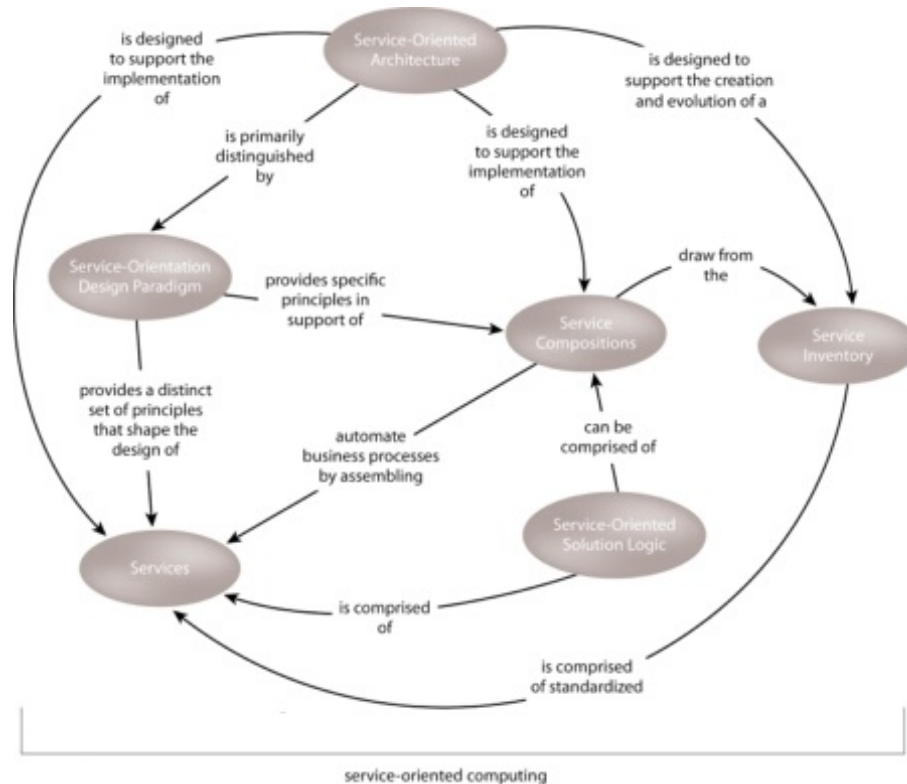 is designed
to support the
implementation
of
Service-Oriented
Architecture
is designed to
support the creation
and evolution of a
is primarily
distinguished
by
is designed
to support the
implementation
of
Service-Orientation
Design Paradigm
provides specific
principles in
support of
draw from
the
Service
Compositions
Service
Inventory
provides a distinct
set of principles
that shape the
design of
automate
business processes
by assembling
can be
comprised of
Service-Oriented
Solution Logic
Services
is comprised
of
is comprised
of standardized
service-oriented computing